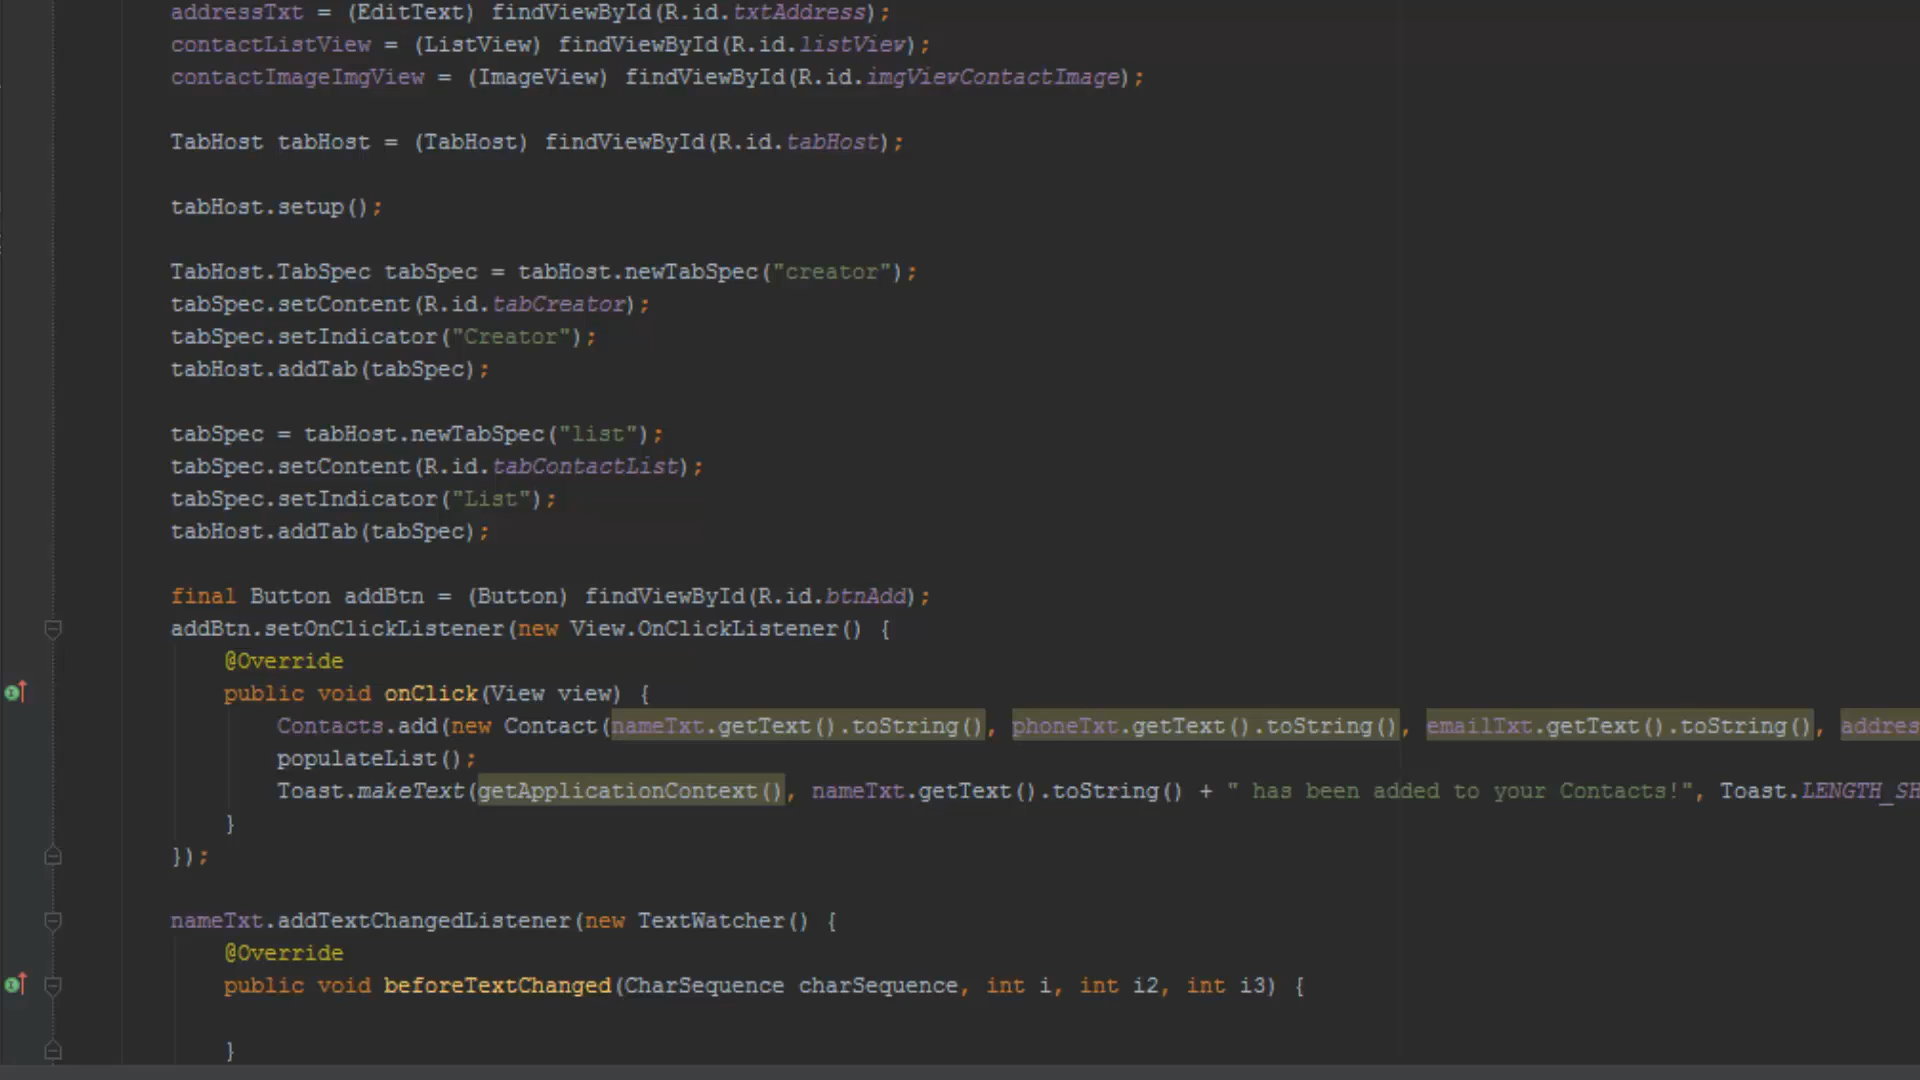 addressTxt = (EditText) findViewById(R.id.txtAddress);
contactListView = (ListView) findViewById(R.id.listView);
contactImageImgView = (ImageView) findViewById(R.id.imgViewContactImage);
TabHost tabHost = (TabHost) findViewById(R.id.tabHost);
tabHost.setup();
TabHost.TabSpec tabSpec = tabHost.newTabSpec("creator");
tabSpec.setContent(R.id.tabCreator);
tabSpec.setIndicator("Creator");
tabHost.addTab(tabSpec);
tabSpec = tabHost.newTabSpec("list");
tabSpec.setContent(R.id.tabContactList);
tabSpec.setIndicator("List");
tabHost.addTab(tabSpec);
final Button addBtn = (Button) findViewById(R.id.btnAdd);
addBtn.setOnClickListener(new View.OnClickListener() {
@Override
public void onClick(View view) {
Contacts.add(new Contact(nameTxt.getText().toString(), phoneTxt.getText().toString(), emailTxt.getText().toString(), addres
populateList();
Toast.makeText(getApplicationContext(), nameTxt.getText().toString() + " has been added to your Contacts!", Toast.LENGTH_SH
}
});
nameTxt.addTextChangedListener(new TextWatcher() {
@Override
public void beforeTextChanged(CharSequence charSequence, int i, int i2, int i3) {
}